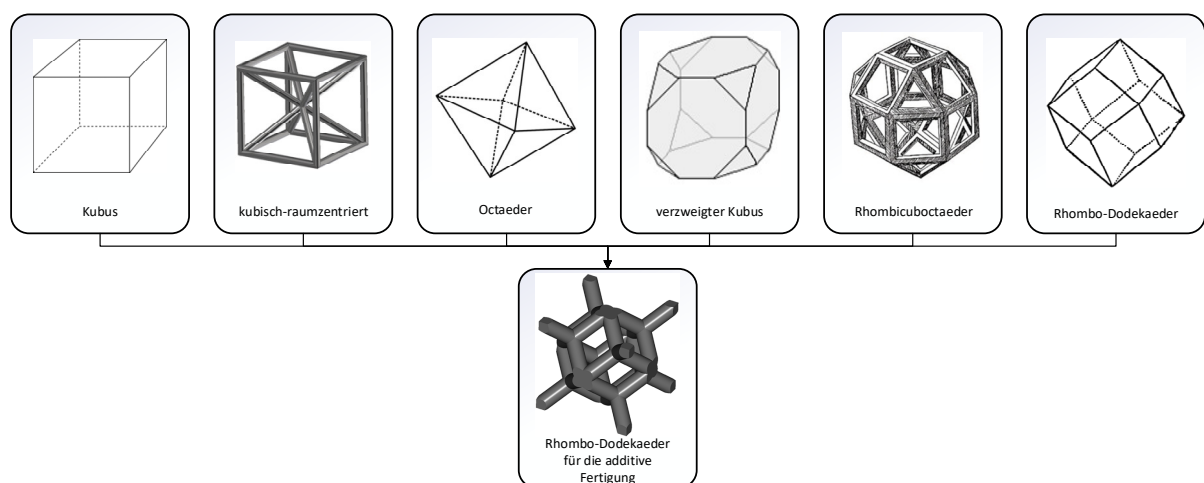 Kubus
kubisch-raumzentriert
Octaeder
verzweigter Kubus
Rhombicuboctaeder
Rhombo-Dodekaeder
Rhombo-Dodekaeder
für die additive
Fertigung